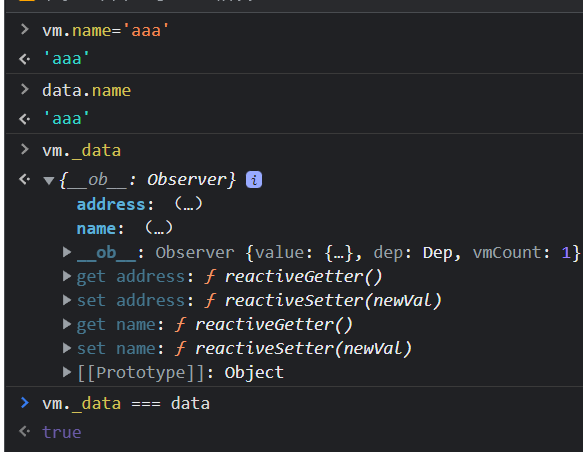 vm.name='aaa'
'aaa'
data.name
'aaa'
vm._data
{__ob__: Observer} i
address: (…)
name: (…)
__ob__: Observer {value: {…}, dep: Dep, vmCount: 1}
get address: ƒ reactiveGetter()
set address: ƒ reactiveSetter(newVal)
get name: ƒ reactiveGetter()
set name: ƒ reactiveSetter(newVal)
[[Prototype]]: Object
vm._data === data
true